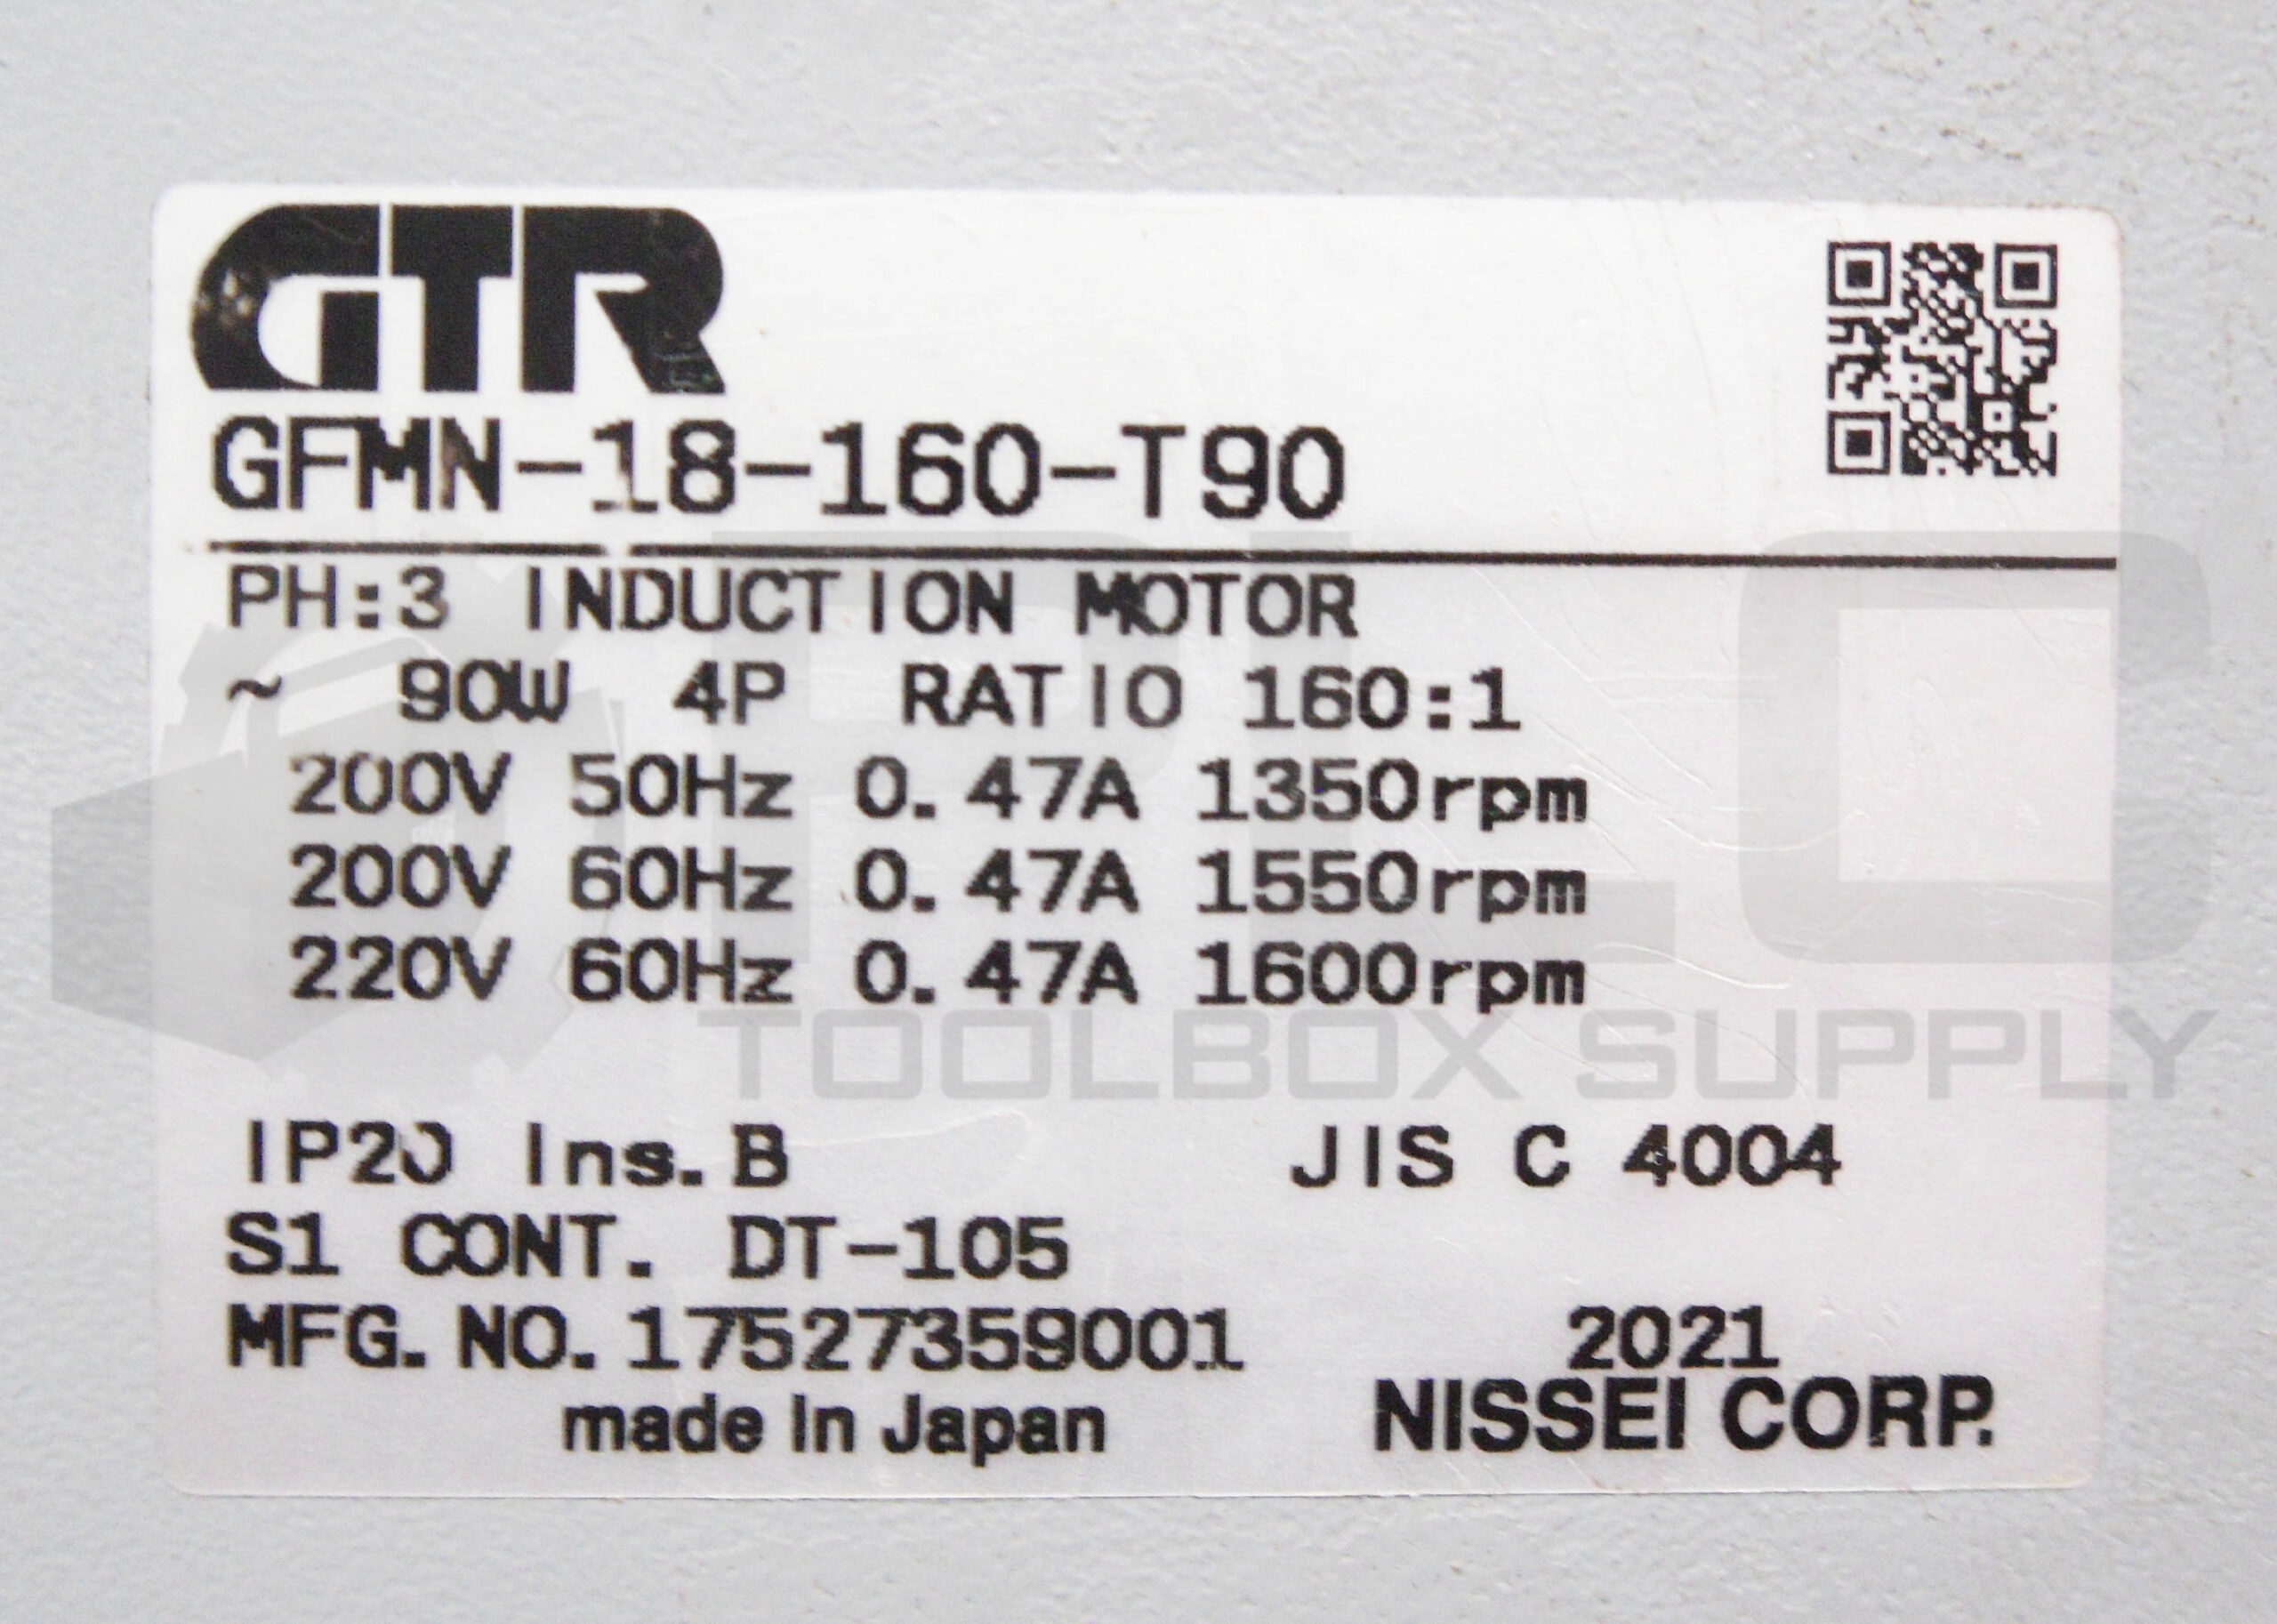 GTR
GFMN-18-160-T90
PH:3 INDUCTION MOTOR
~ 90W 4P RATIO 160:1
200V 50Hz 0.47A 1350rpm
200V 60Hz 0.47A 1550rpm
220V 60Hz 0.47A 1600rpm
PLC
TOOLBOX SUPPLY
IP20 Ins.B JIS C 4004
S1 CONT. DT-105
MFG.NO.17527359001 2021
made in Japan NISSEI CORP.